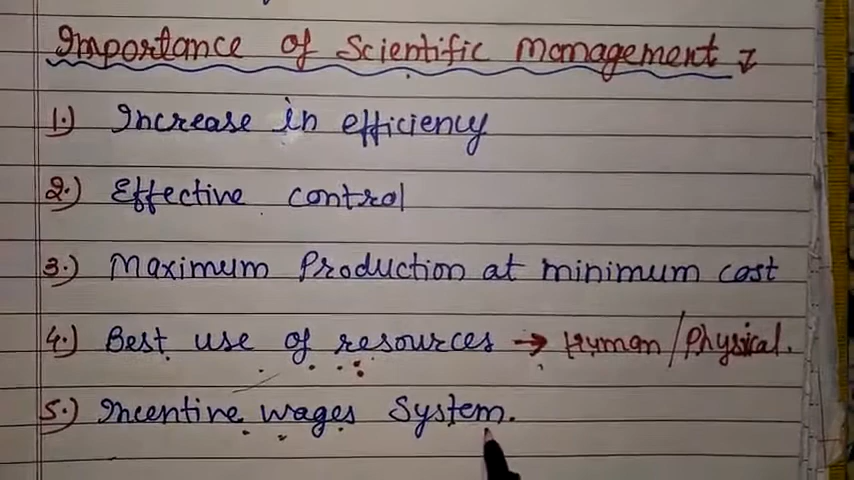 Importance of Scientific Management :
1.) Increase in efficiency
2.) Effective control
3.) Maximum Production at minimum cost
4.) Best use of resources → Human/Physical.
5.) Incentive wages System.